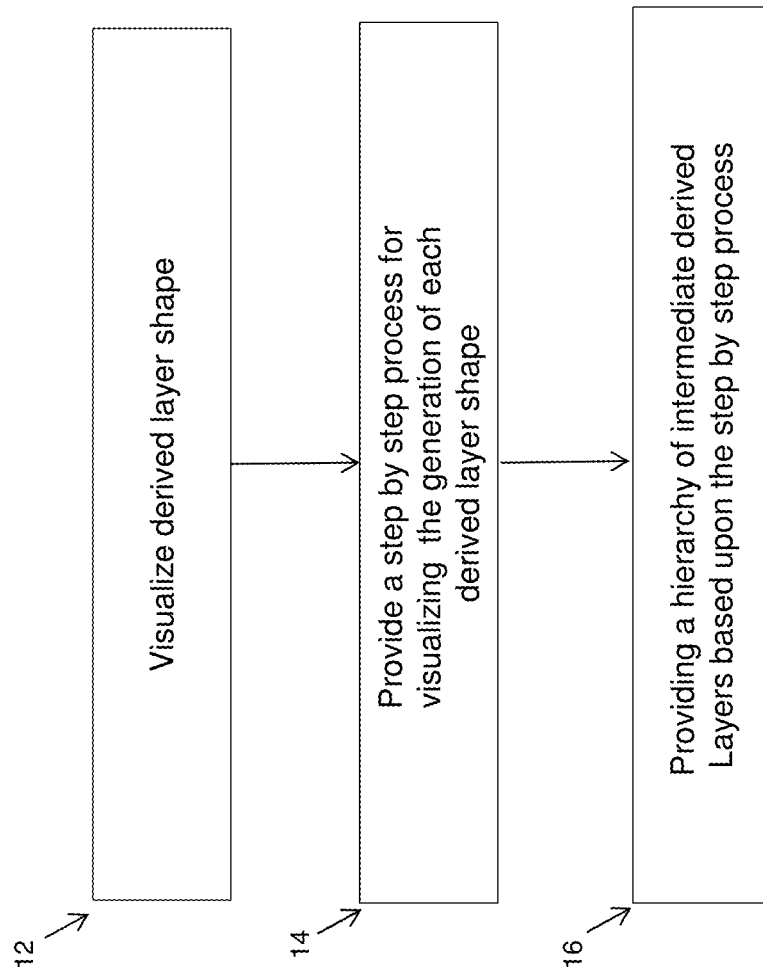 12
Visualize derived layer shape
14
Provide a step by step process for
visualizing the generation of each
derived layer shape
16
Providing a hierarchy of intermediate derived
Layers based upon the step by step process